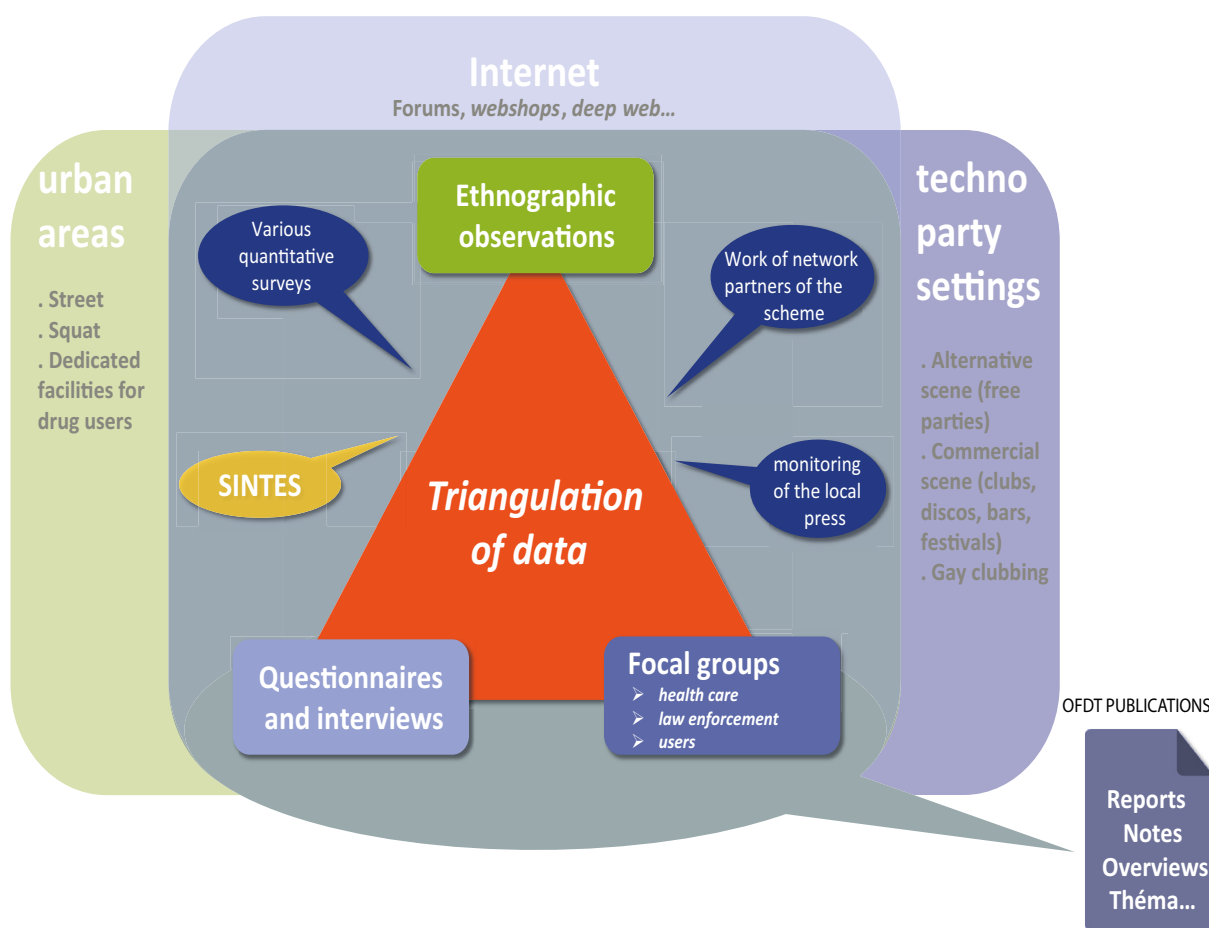 Internet
Forums, webshops, deep web...
urban
areas
. Street
. Squat
. Dedicated
facilities for
drug users
techno
party
settings
. Alternative
scene (free
parties)
. Commercial
scene (clubs,
discos, bars,
festivals)
. Gay clubbing
Ethnographic
observations
Various
quantitative
surveys
Work of network
partners of the
scheme
SINTES
monitoring
of the local
press
Triangulation
of data
Questionnaires
and interviews
Focal groups
➢ health care
➢ law enforcement
➢ users
OFDT PUBLICATIONS
Reports
Notes
Overviews
Théma...